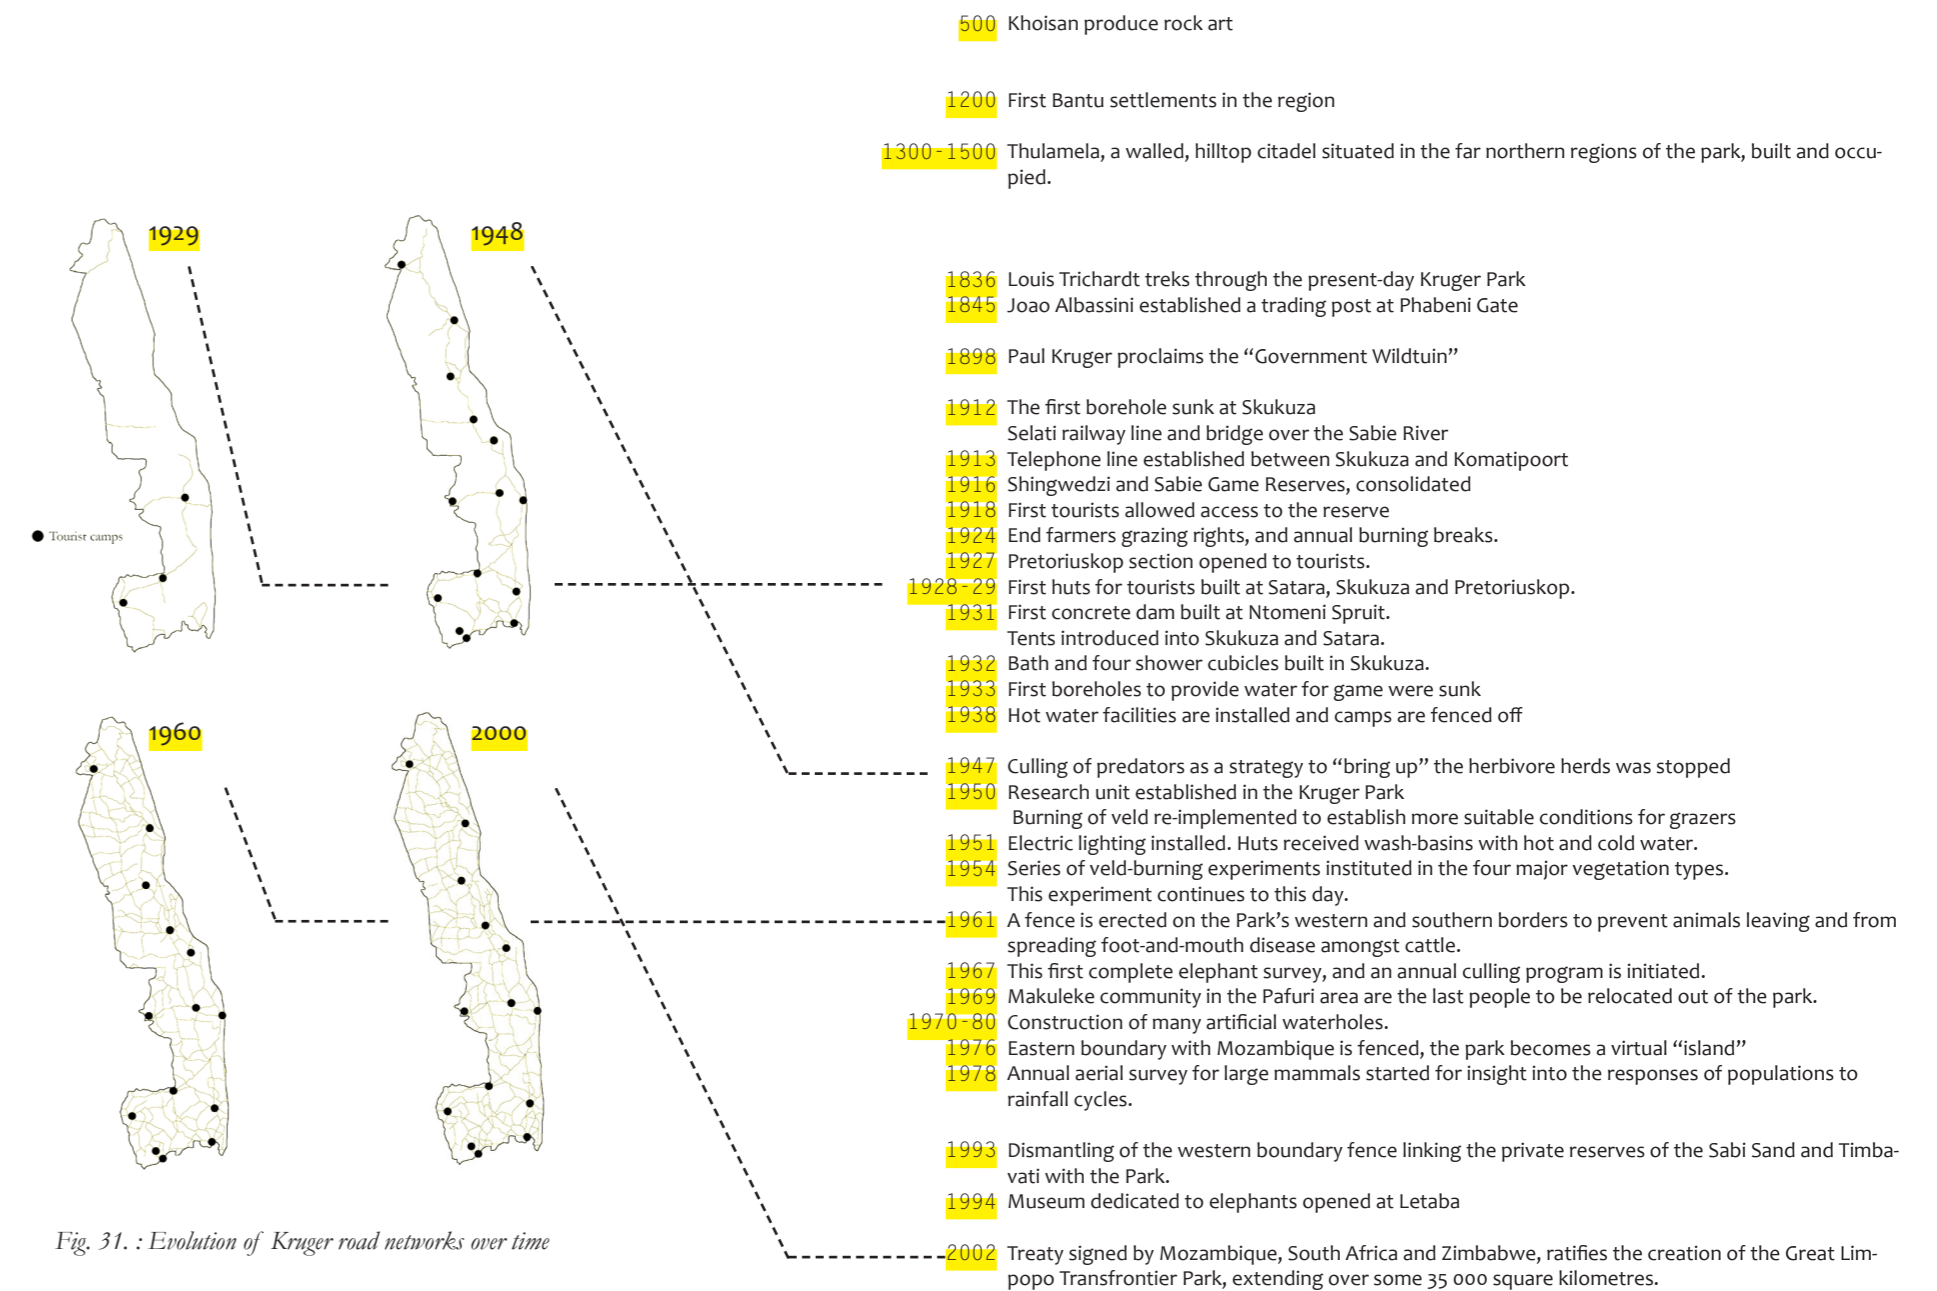 500 Khoisan produce rock art
1200 First Bantu settlements in the region
1300-1500 Thulamela, a walled, hilltop citadel situated in the far northern regions of the park, built and occu-
pied.
1929
1948
Tourist camps
1960
2000
Fig. 31. : Evolution of Kruger road networks over time
1836 Louis Trichardt treks through the present-day Kruger Park
1845 Joao Albassini established a trading post at Phabeni Gate
1898 Paul Kruger proclaims the “Government Wildtuin”
1912 The first borehole sunk at Skukuza
Selati railway line and bridge over the Sabie River
1913 Telephone line established between Skukuza and Komatipoort
1916 Shingwedzi and Sabie Game Reserves, consolidated
1918 First tourists allowed access to the reserve
1924 End farmers grazing rights, and annual burning breaks.
1927 Pretoriuskop section opened to tourists.
1928-29 First huts for tourists built at Satara, Skukuza and Pretoriuskop.
1931 First concrete dam built at Ntomeni Spruit.
Tents introduced into Skukuza and Satara.
1932 Bath and four shower cubicles built in Skukuza.
1933 First boreholes to provide water for game were sunk
1938 Hot water facilities are installed and camps are fenced off
1947 Culling of predators as a strategy to “bring up” the herbivore herds was stopped
1950 Research unit established in the Kruger Park
Burning of veld re-implemented to establish more suitable conditions for grazers
1951 Electric lighting installed. Huts received wash-basins with hot and cold water.
1954 Series of veld-burning experiments instituted in the four major vegetation types.
This experiment continues to this day.
1961 A fence is erected on the Park’s western and southern borders to prevent animals leaving and from
spreading foot-and-mouth disease amongst cattle.
1967 This first complete elephant survey, and an annual culling program is initiated.
1969 Makuleke community in the Pafuri area are the last people to be relocated out of the park.
1970-80 Construction of many artificial waterholes.
1976 Eastern boundary with Mozambique is fenced, the park becomes a virtual “island”
1978 Annual aerial survey for large mammals started for insight into the responses of populations to
rainfall cycles.
1993 Dismantling of the western boundary fence linking the private reserves of the Sabi Sand and Timba-
vati with the Park.
1994 Museum dedicated to elephants opened at Letaba
2002 Treaty signed by Mozambique, South Africa and Zimbabwe, ratifies the creation of the Great Lim-
popo Transfrontier Park, extending over some 35 000 square kilometres.